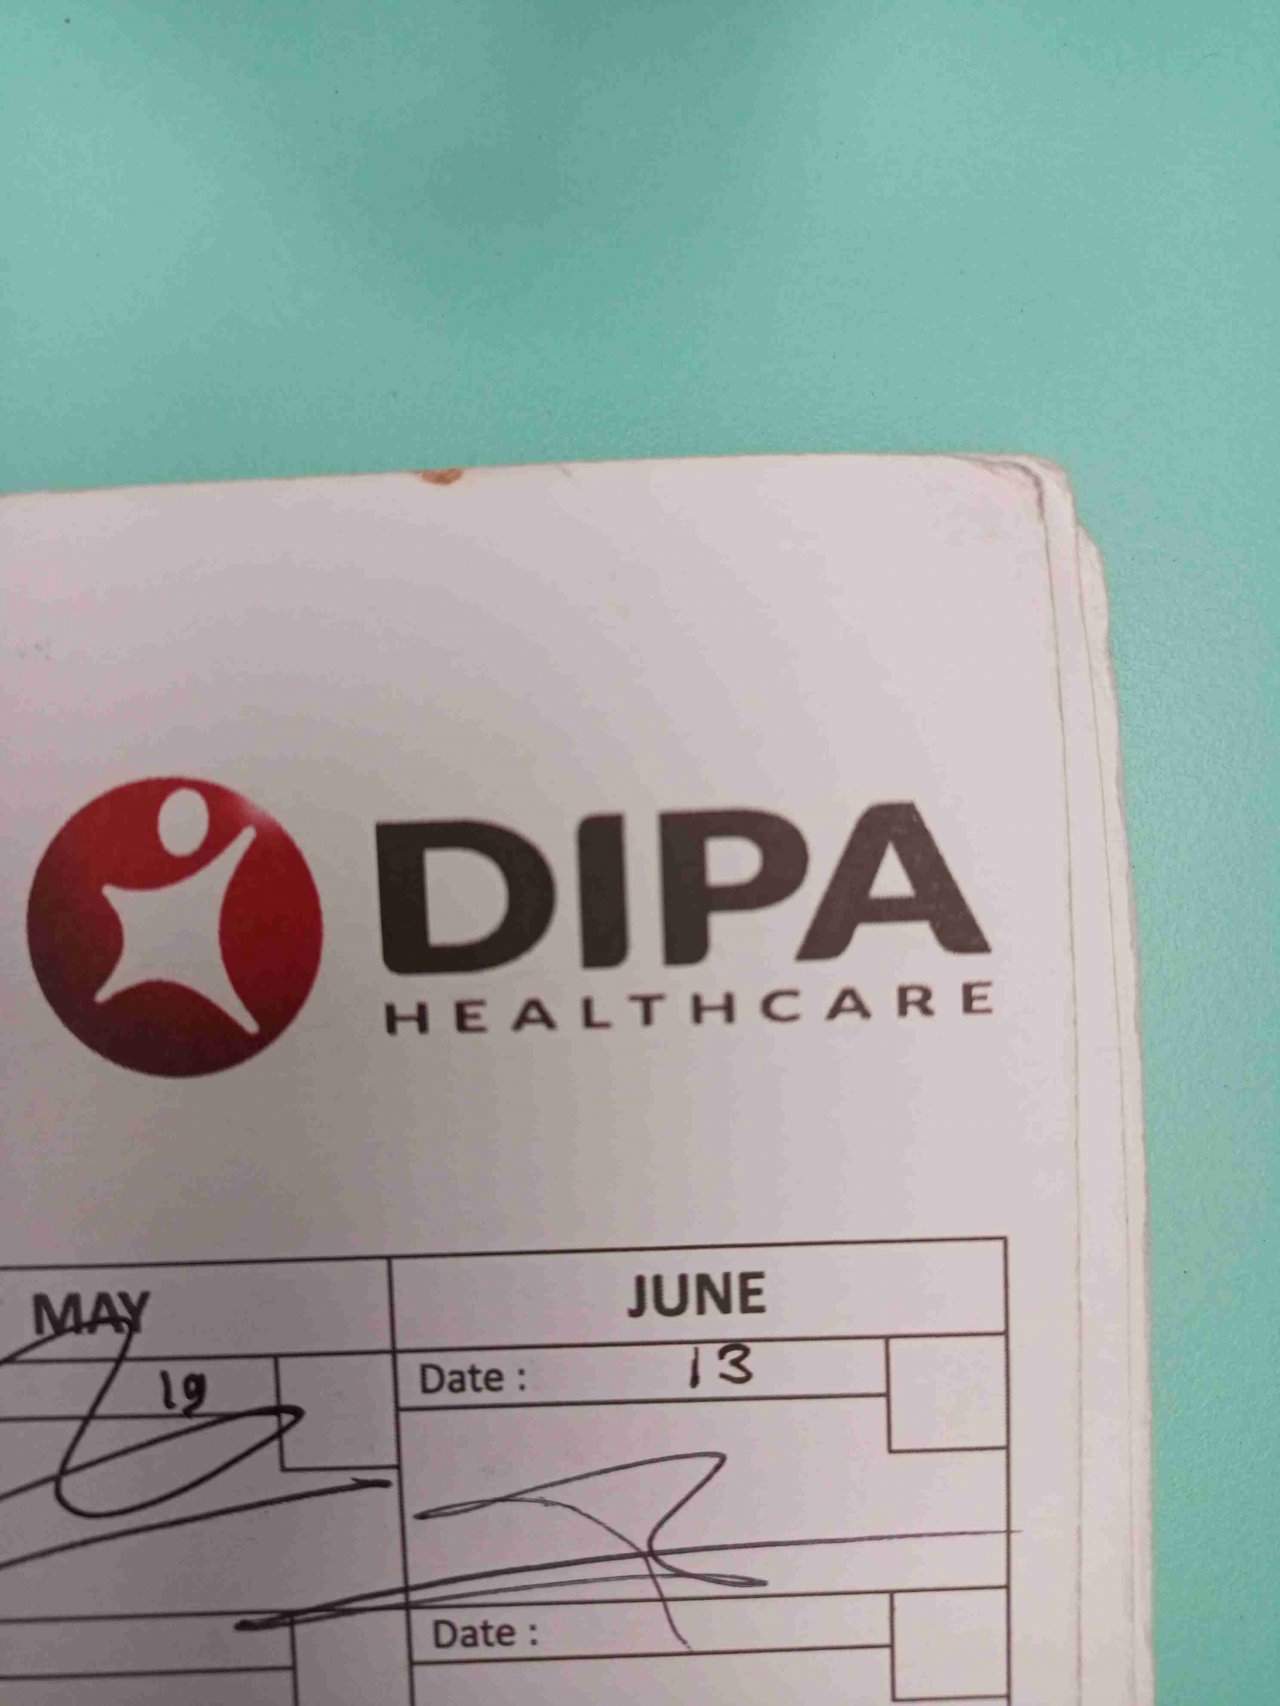 DIPA
HEALTHCARE
MAY JUNE
19 Date : 13
Date :